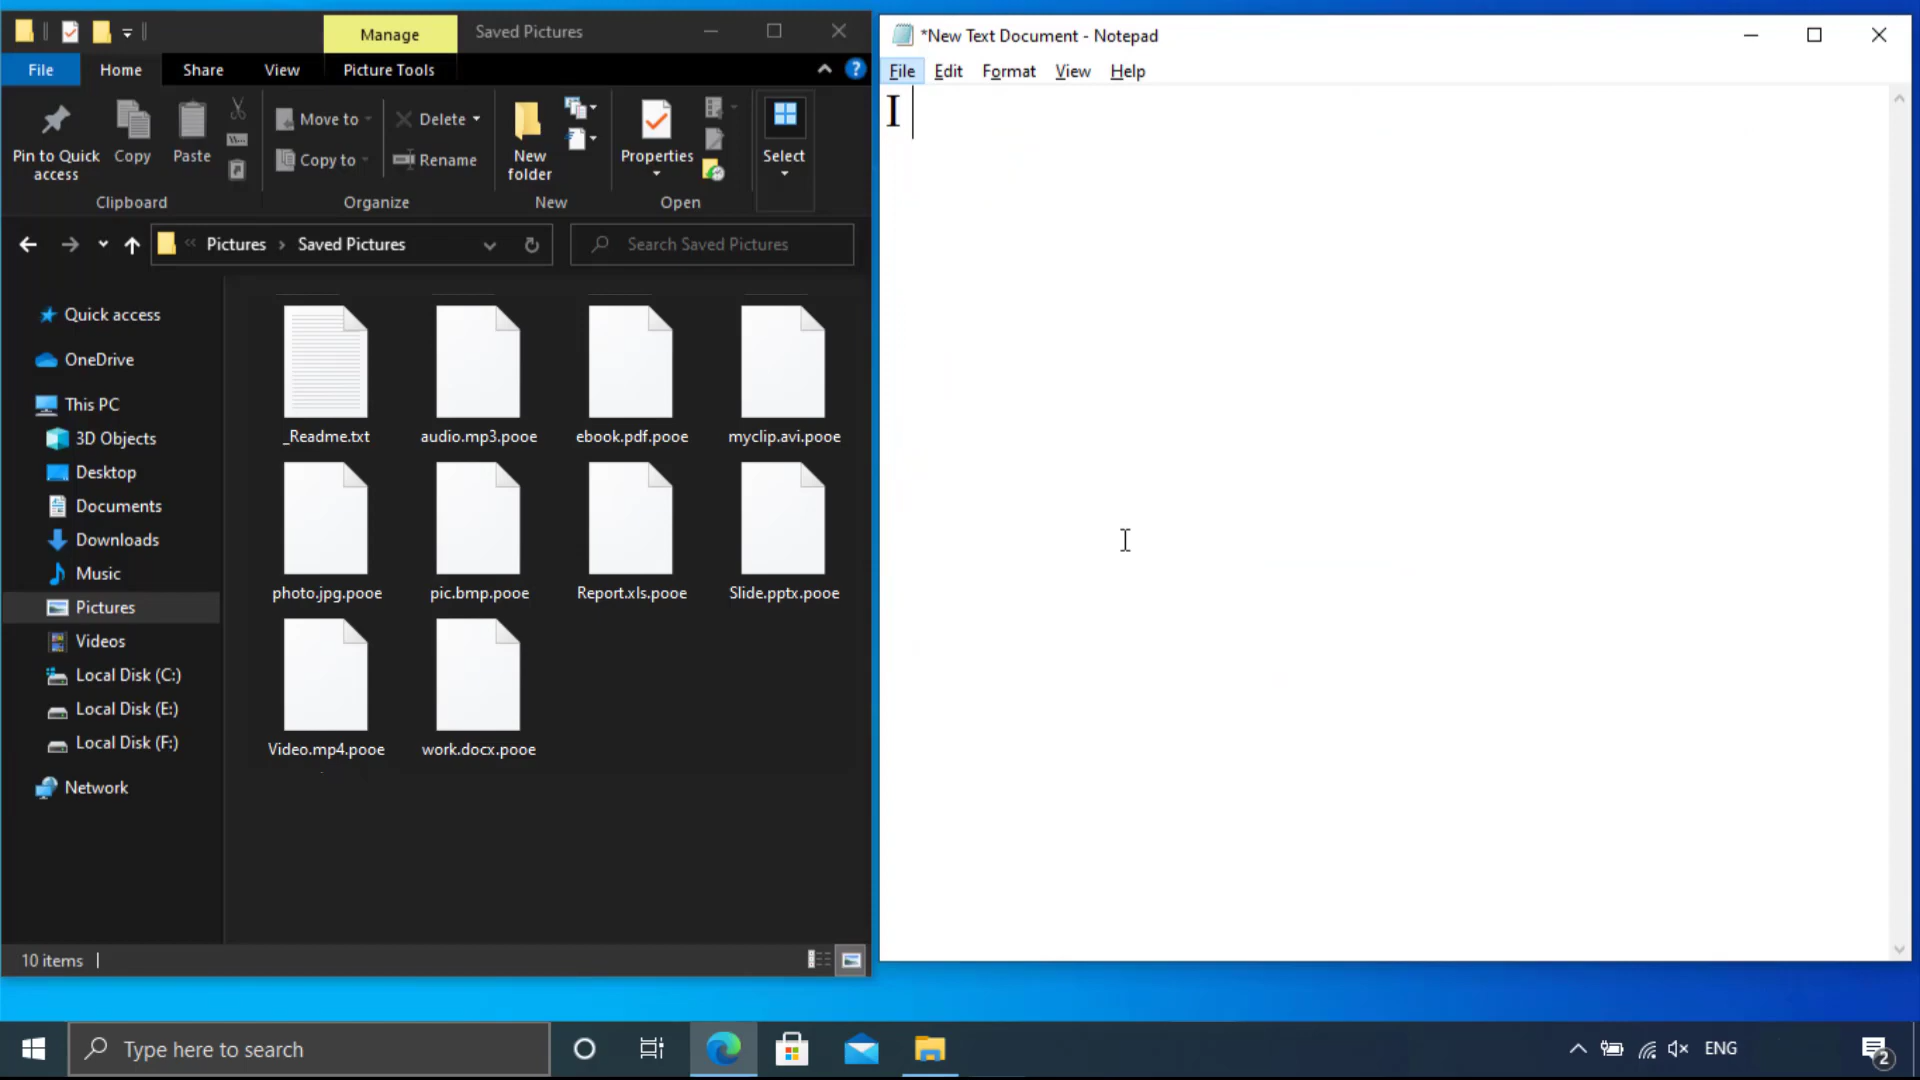 Manage
Saved Pictures
File
Home
Share
View
Picture Tools
Pin to Quick
access
Copy
Paste
Clipboard
Move to
Copy to
Delete
Rename
Organize
New
folder
New
Properties
Open
Select
Pictures
Saved Pictures
Search Saved Pictures
Quick access
OneDrive
This PC
3D Objects
Desktop
Documents
Downloads
Music
Pictures
Videos
Local Disk (C:)
Local Disk (E:)
Local Disk (F:)
Network
_Readme.txt
audio.mp3.pooe
ebook.pdf.pooe
myclip.avi.pooe
photo.jpg.pooe
pic.bmp.pooe
Report.xls.pooe
Slide.pptx.pooe
Video.mp4.pooe
work.docx.pooe
10 items
*New Text Document - Notepad
File
Edit
Format
View
Help
I
Type here to search
ENG
2